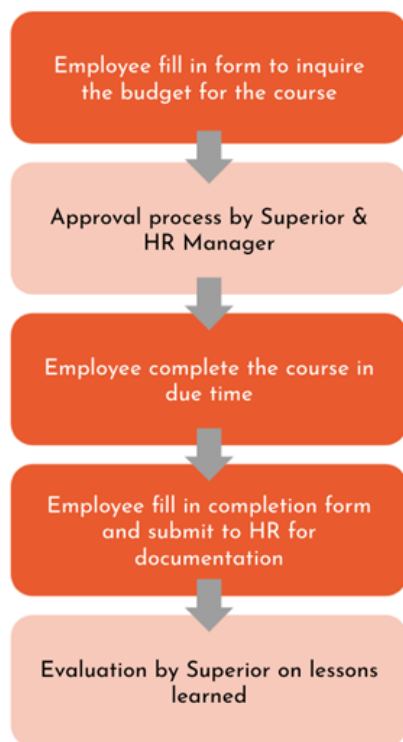 Employee fill in form to inquire
the budget for the course
Approval process by Superior &
HR Manager
Employee complete the course in
due time
Employee fill in completion form
and submit to HR for
documentation
Evaluation by Superior on lessons
learned